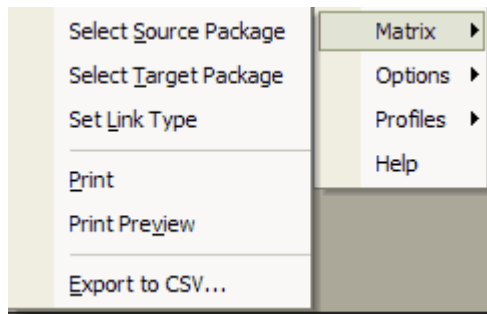 Select Source Package
Select Target Package
Set Link Type
Print
Print Preview
Export to CSV...
Matrix
Options
Profiles
Help